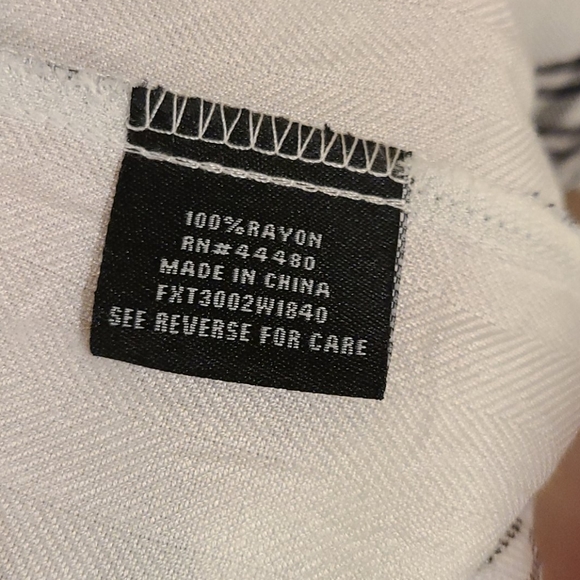 100%RAYON
RN#44480
MADE IN CHINA
FXT3002W1840
SEE REVERSE FOR CARE